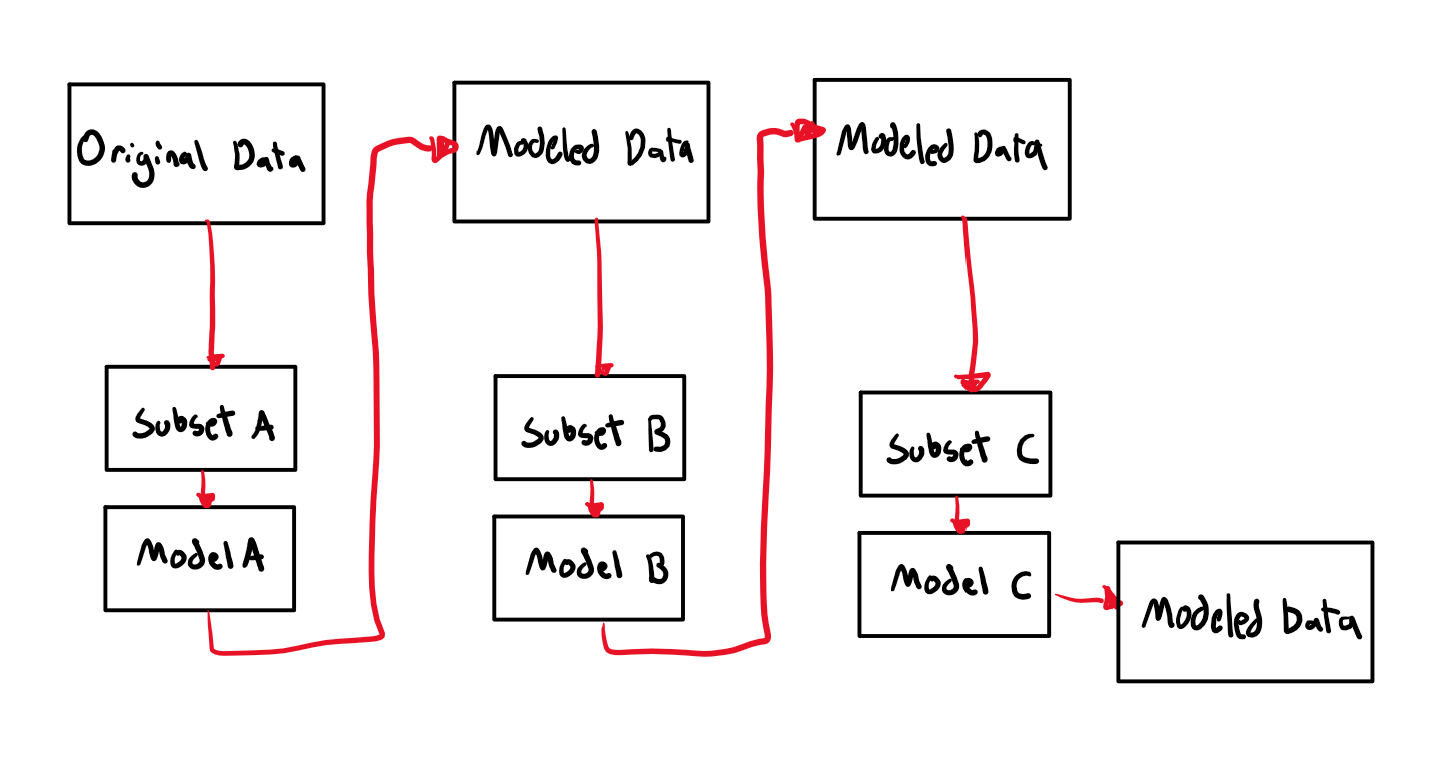 Original Data
Modeled Data
Modeled Data
Subset A
Subset B
Subset C
Model A
Model B
Model C
Modeled Data